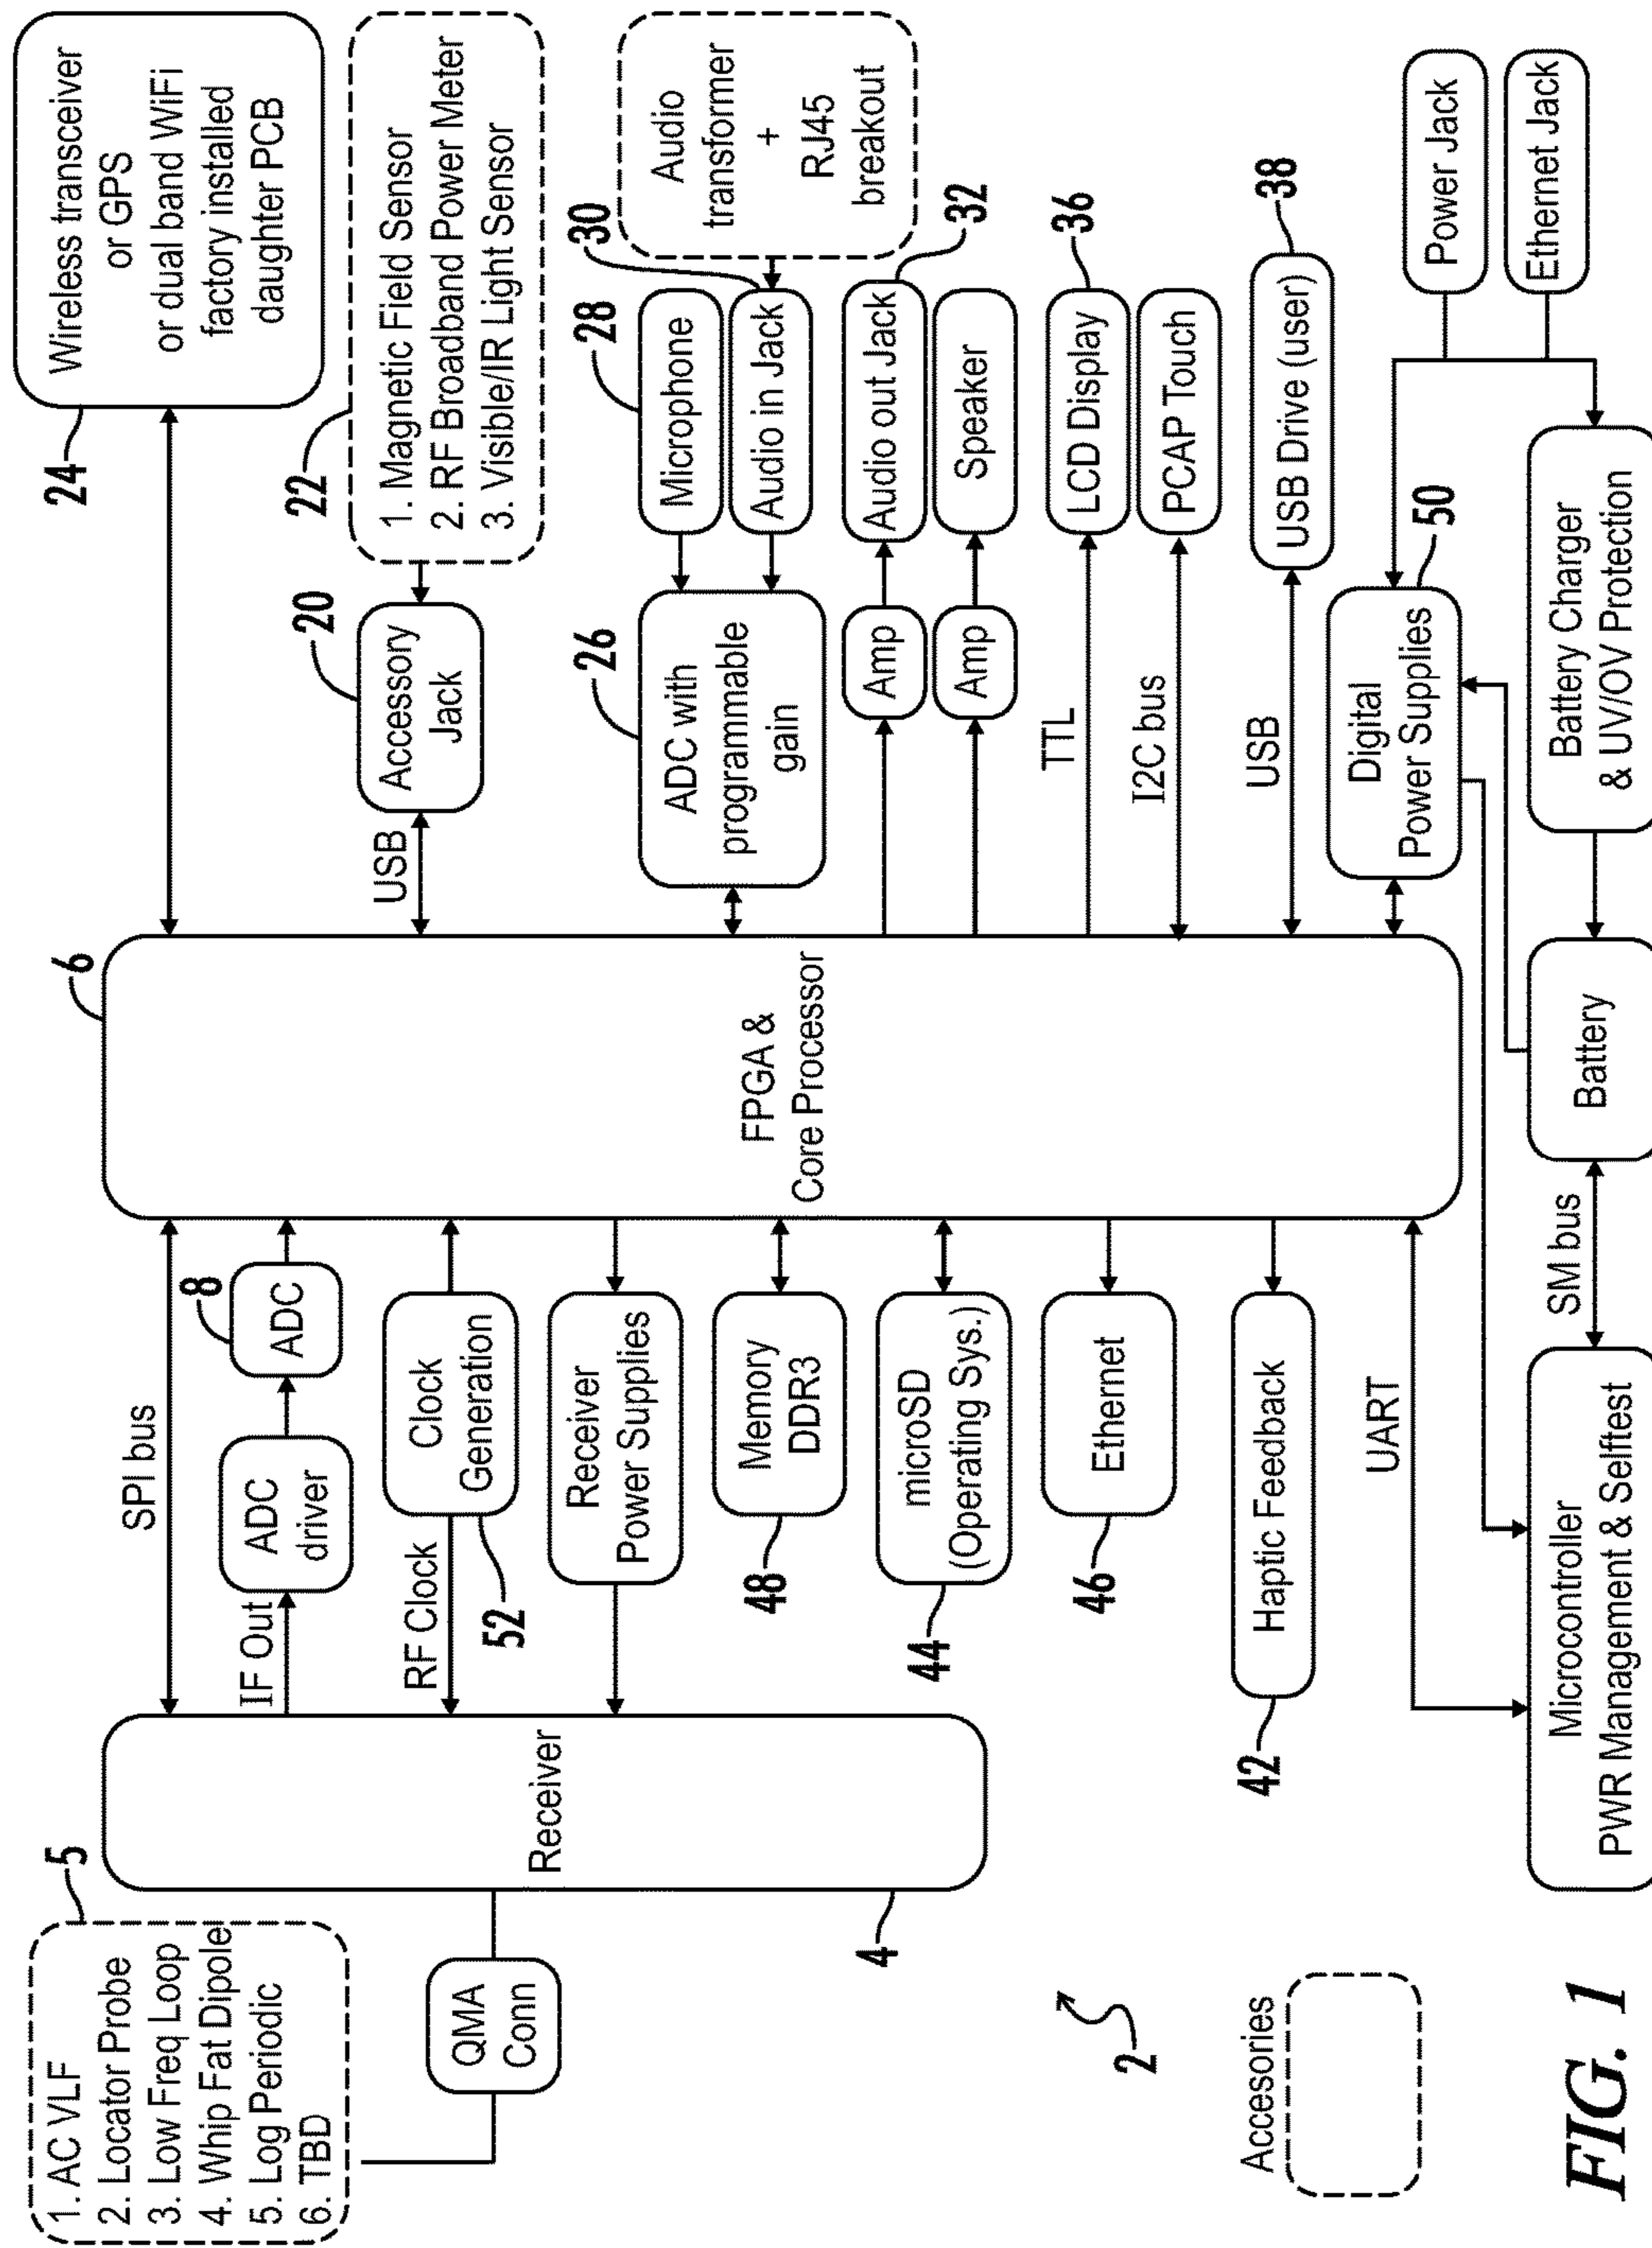 5
1. AC VLF
2. Locator Probe
3. Low Freq Loop
4. Whip Fat Dipole
5. Log Periodic
6. TBD
QMA
Conn
Receiver
4
SPI bus
IF Out
ADC
driver
8
ADC
RF Clock
Clock
Generation
52
Receiver
Power Supplies
Memory
DDR3
48
microSD
(Operating Sys.)
44
Ethernet
46
Haptic Feedback
42
UART
Microcontroller
PWR Management & Selftest
SM bus
Battery
6
FPGA &
Core Processor
24
Wireless transceiver
or GPS
or dual band WiFi
factory installed
daughter PCB
USB
20
Accessory
Jack
22
1. Magnetic Field Sensor
2. RF Broadband Power Meter
3. Visible/IR Light Sensor
26
ADC with
programmable
gain
28
Microphone
30
Audio in Jack
Audio
transformer
+
RJ45
breakout
Amp
Audio out Jack
32
Amp
Speaker
TTL
LCD Display
36
I2C bus
PCAP Touch
USB
USB Drive (user)
38
Digital
Power Supplies
50
Power Jack
Ethernet Jack
Battery Charger
& UV/OV Protection
2
Accesories
FIG. 1